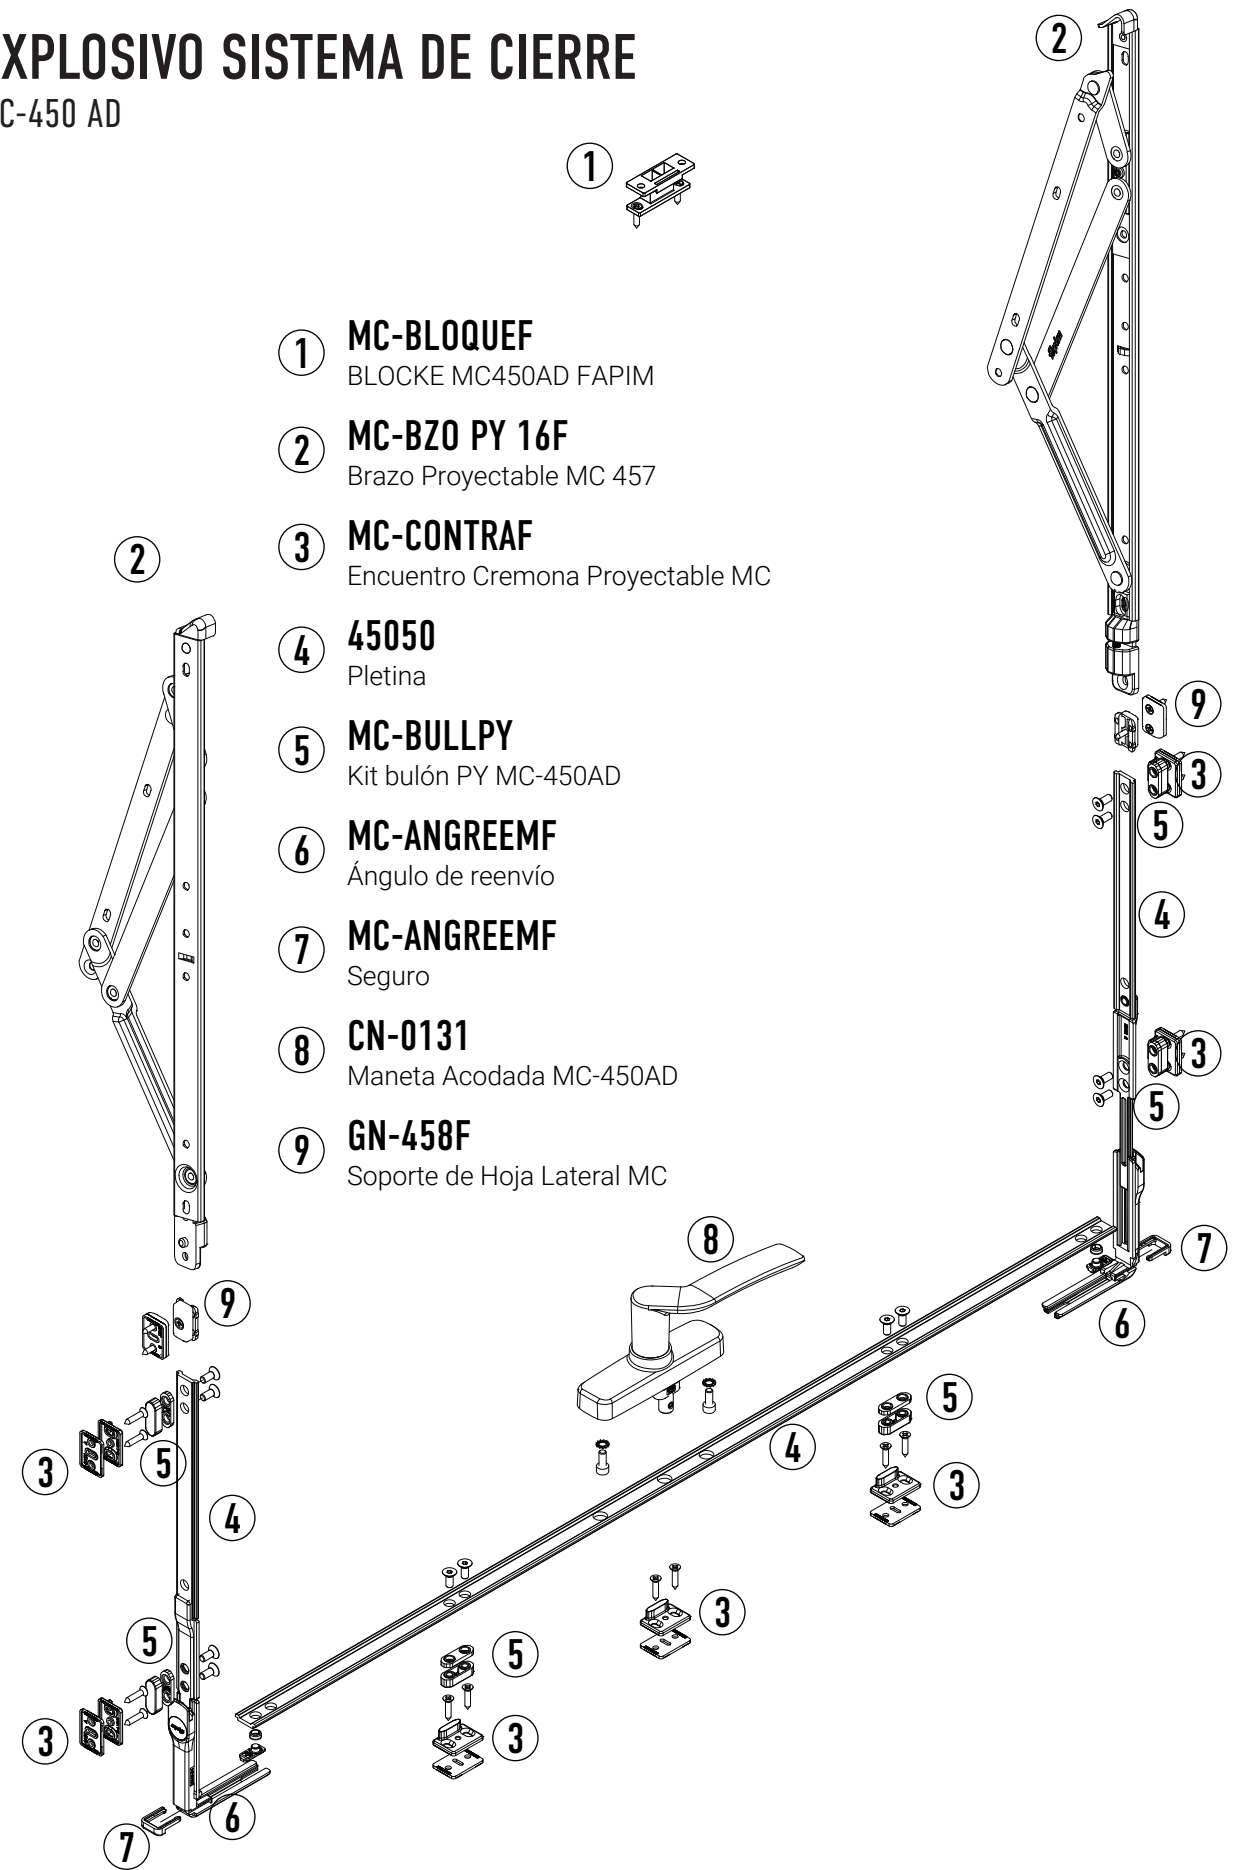 XPLOSIVO SISTEMA DE CIERRE
C-450 AD
2
1
1 MC-BLOQUEF
BLOCKE MC450AD FAPIM
2 MC-BZO PY 16F
Brazo Proyectable MC 457
3 MC-CONTRAF
Encuentro Cremona Proyectable MC
2
4 45050
Pletina
9
5 MC-BULLPY
Kit bulón PY MC-450AD
3
5
6 MC-ANGREEMF
Ángulo de reenvío
4
7 MC-ANGREEMF
Seguro
8 CN-0131
Maneta Acodada MC-450AD
3
5
9 GN-458F
Soporte de Hoja Lateral MC
8
7
9
6
5
4
3
5
3
4
3
5
5
3
3
6
7